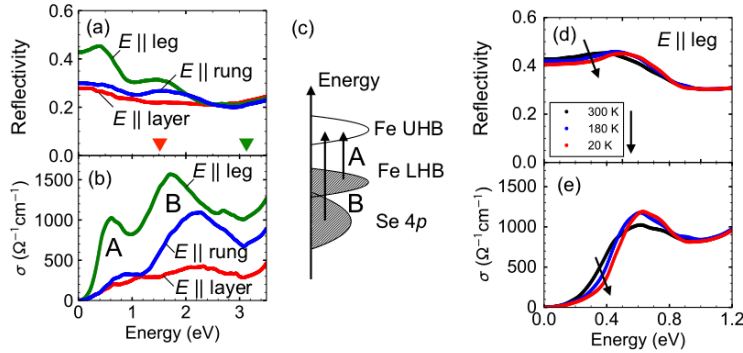 (a)
E || leg
E || rung
E || layer
Reflectivity
0.6
0.4
0.2
0.0
(b)
E || leg
A
B
E || rung
E || layer
σ (Ω⁻¹cm⁻¹)
1500
1000
500
0
0
1
2
3
Energy (eV)
(c)
Energy
Fe UHB
A
Fe LHB
B
Se 4p
(d)
E || leg
Reflectivity
0.6
0.4
0.2
0.0
300 K
180 K
20 K
(e)
σ (Ω⁻¹cm⁻¹)
1500
1000
500
0
0.0
0.4
0.8
1.2
Energy (eV)